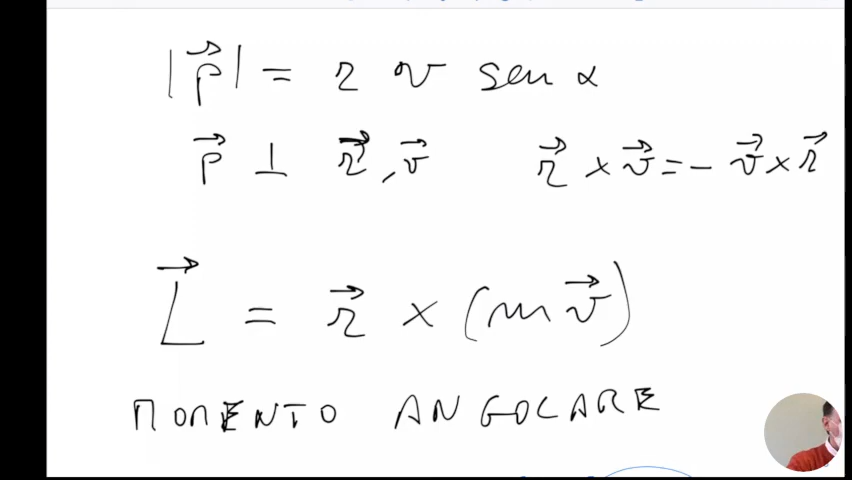 |p⃗| = r v sen α
p⃗ ⊥ r⃗, v⃗ r⃗ × v⃗ = - v⃗ × r⃗
L⃗ = r⃗ × (m v⃗)
MOMENTO ANGOLARE